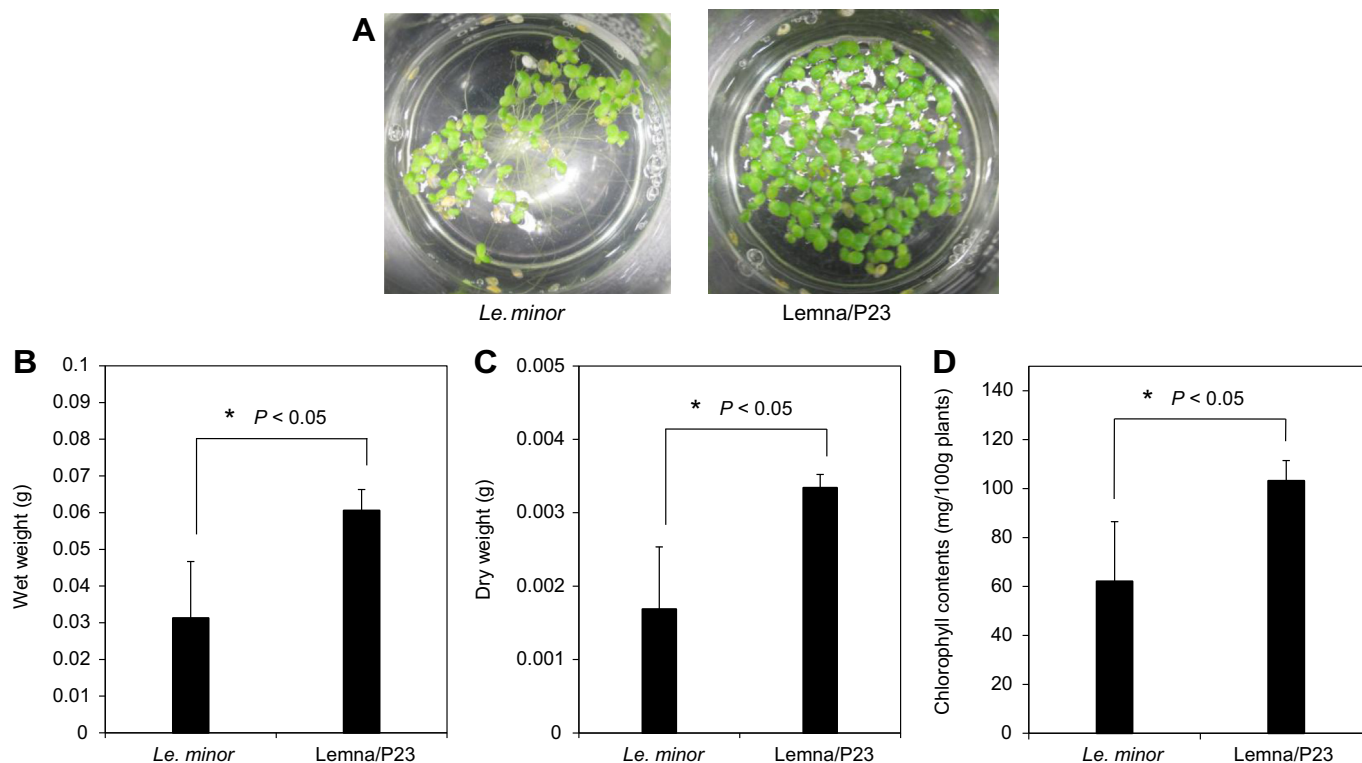 A
Le. minor
Lemna/P23
B
Wet weight (g)
0.1
0.09
0.08
0.07
0.06
0.05
0.04
0.03
0.02
0.01
0
* P < 0.05
Le. minor
Lemna/P23
C
Dry weight (g)
0.005
0.004
0.003
0.002
0.001
0
* P < 0.05
Le. minor
Lemna/P23
D
Chlorophyll contents (mg/100g plants)
140
120
100
80
60
40
20
0
* P < 0.05
Le. minor
Lemna/P23